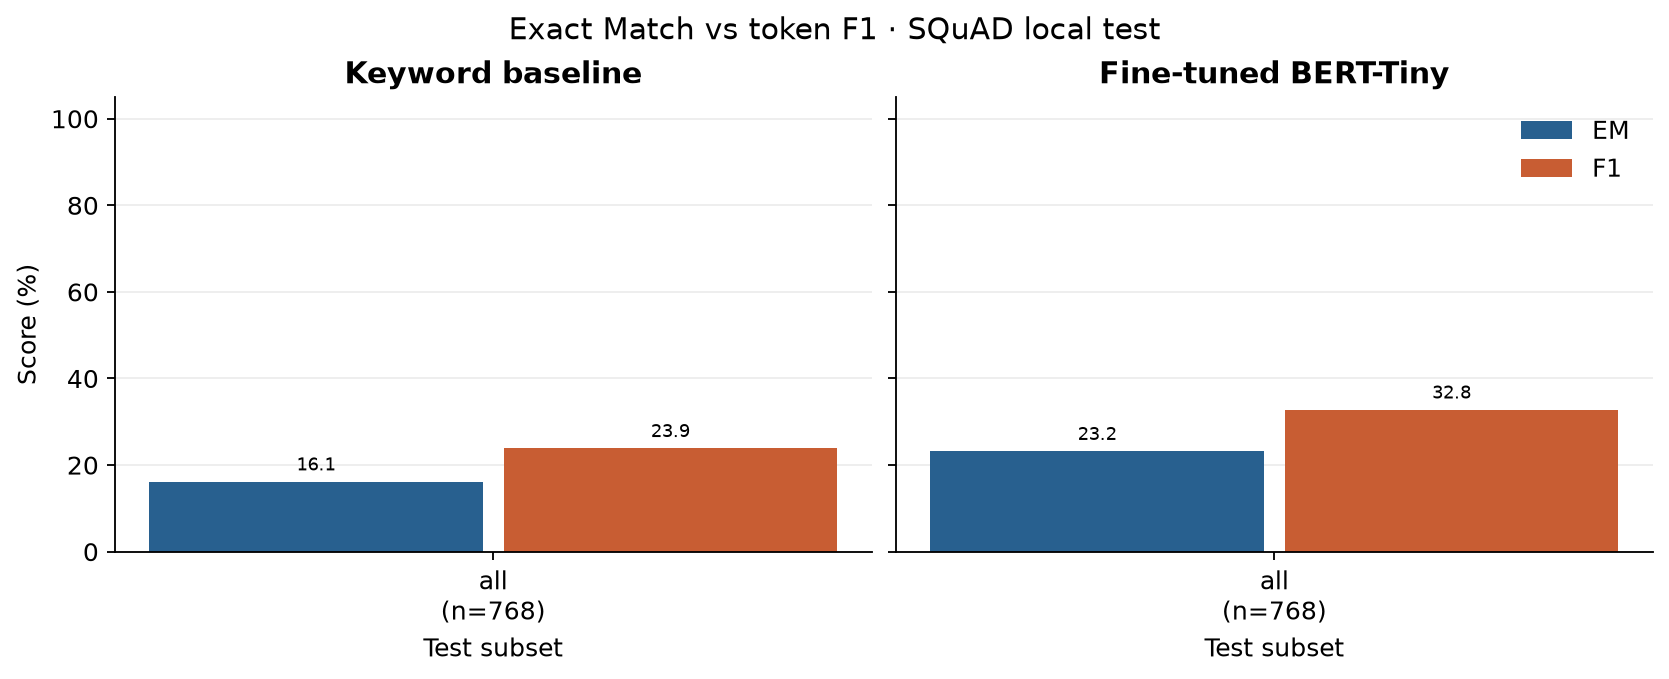 Exact Match vs token F1 · SQuAD local test
Keyword baseline
Fine-tuned BERT-Tiny
Score (%)
100
80
60
40
20
0
16.1
23.9
all
(n=768)
Test subset
EM
F1
23.2
32.8
all
(n=768)
Test subset